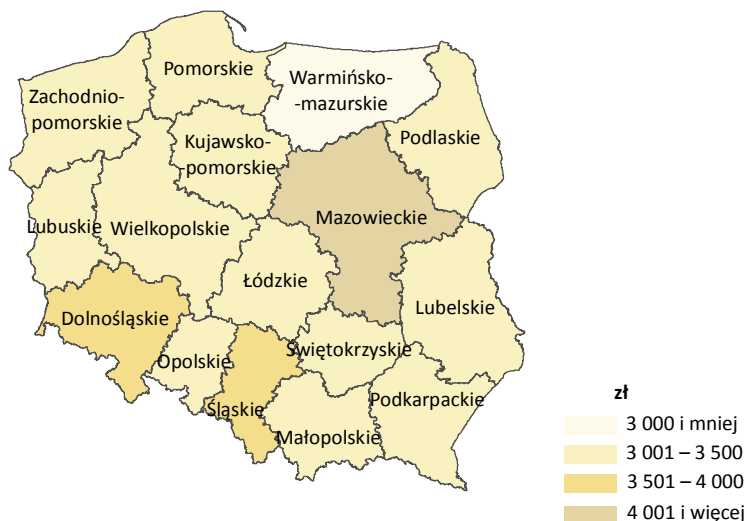 Pomorskie
Warmińsko-
-mazurskie
Zachodnio-
pomorskie
Podlaskie
Kujawsko-
pomorskie
Mazowieckie
Lubuskie
Wielkopolskie
Łódzkie
Lubelskie
Dolnośląskie
Opolskie
Świętokrzyskie
Śląskie
Podkarpackie
Małopolskie
zł
3 000 i mniej
3 001 – 3 500
3 501 – 4 000
4 001 i więcej